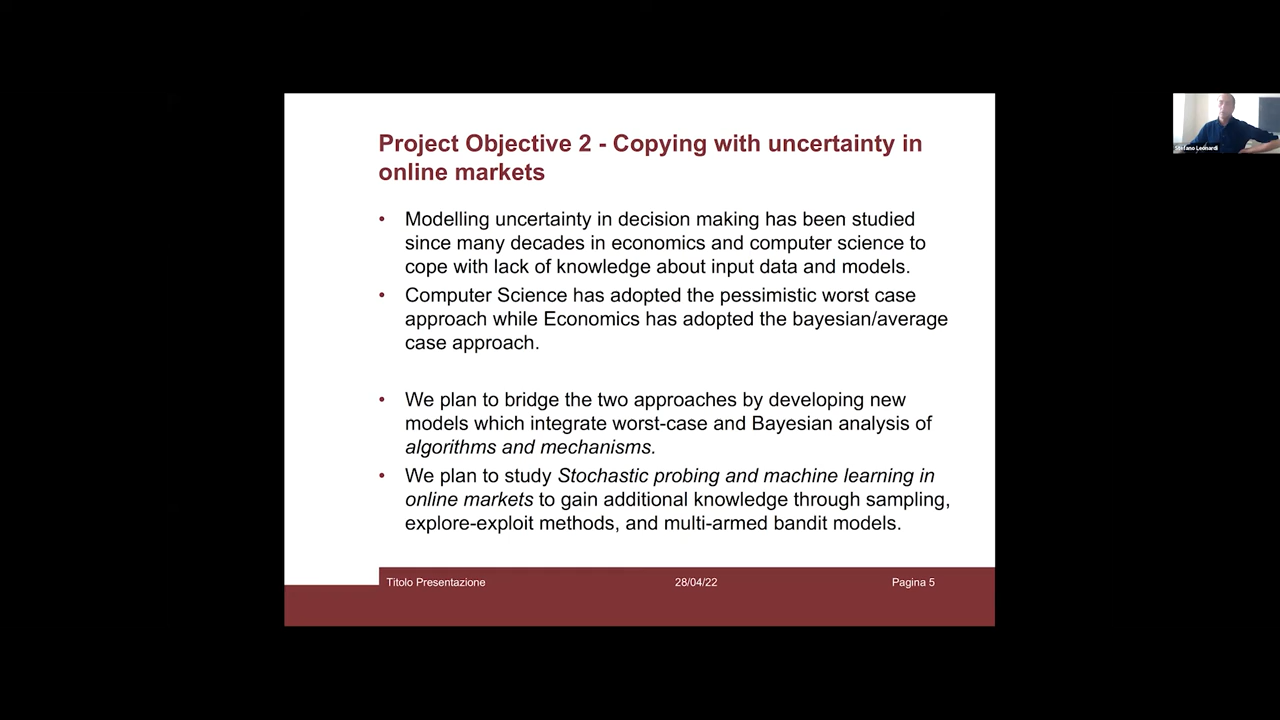 Project Objective 2 - Copying with uncertainty in
online markets
• Modelling uncertainty in decision making has been studied
since many decades in economics and computer science to
cope with lack of knowledge about input data and models.
• Computer Science has adopted the pessimistic worst case
approach while Economics has adopted the bayesian/average
case approach.
• We plan to bridge the two approaches by developing new
models which integrate worst-case and Bayesian analysis of
algorithms and mechanisms.
• We plan to study Stochastic probing and machine learning in
online markets to gain additional knowledge through sampling,
explore-exploit methods, and multi-armed bandit models.
Titolo Presentazione 28/04/22 Pagina 5
Stefano Leonardi